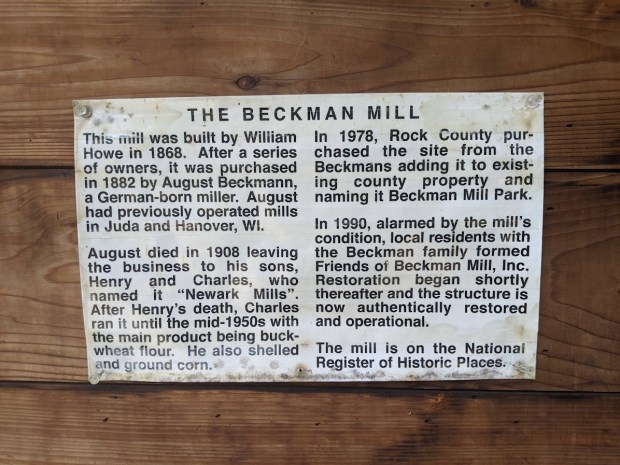 THE BECKMAN MILL
This mill was built by William
Howe in 1868. After a series
of owners, it was purchased
in 1882 by August Beckmann,
a German-born miller. August
had previously operated mills
in Juda and Hanover, WI.
August died in 1908 leaving
the business to his sons,
Henry and Charles, who
named it “Newark Mills”.
After Henry's death, Charles
ran it until the mid-1950s with
the main product being buck-
wheat flour. He also shelled
and ground corn.
In 1978, Rock County pur-
chased the site from the
Beckmans adding it to exist-
ing county property and
naming it Beckman Mill Park.
In 1990, alarmed by the mill's
condition, local residents with
the Beckman family formed
Friends of Beckman Mill, Inc.
Restoration began shortly
thereafter and the structure is
now authentically restored
and operational.
The mill is on the National
Register of Historic Places.